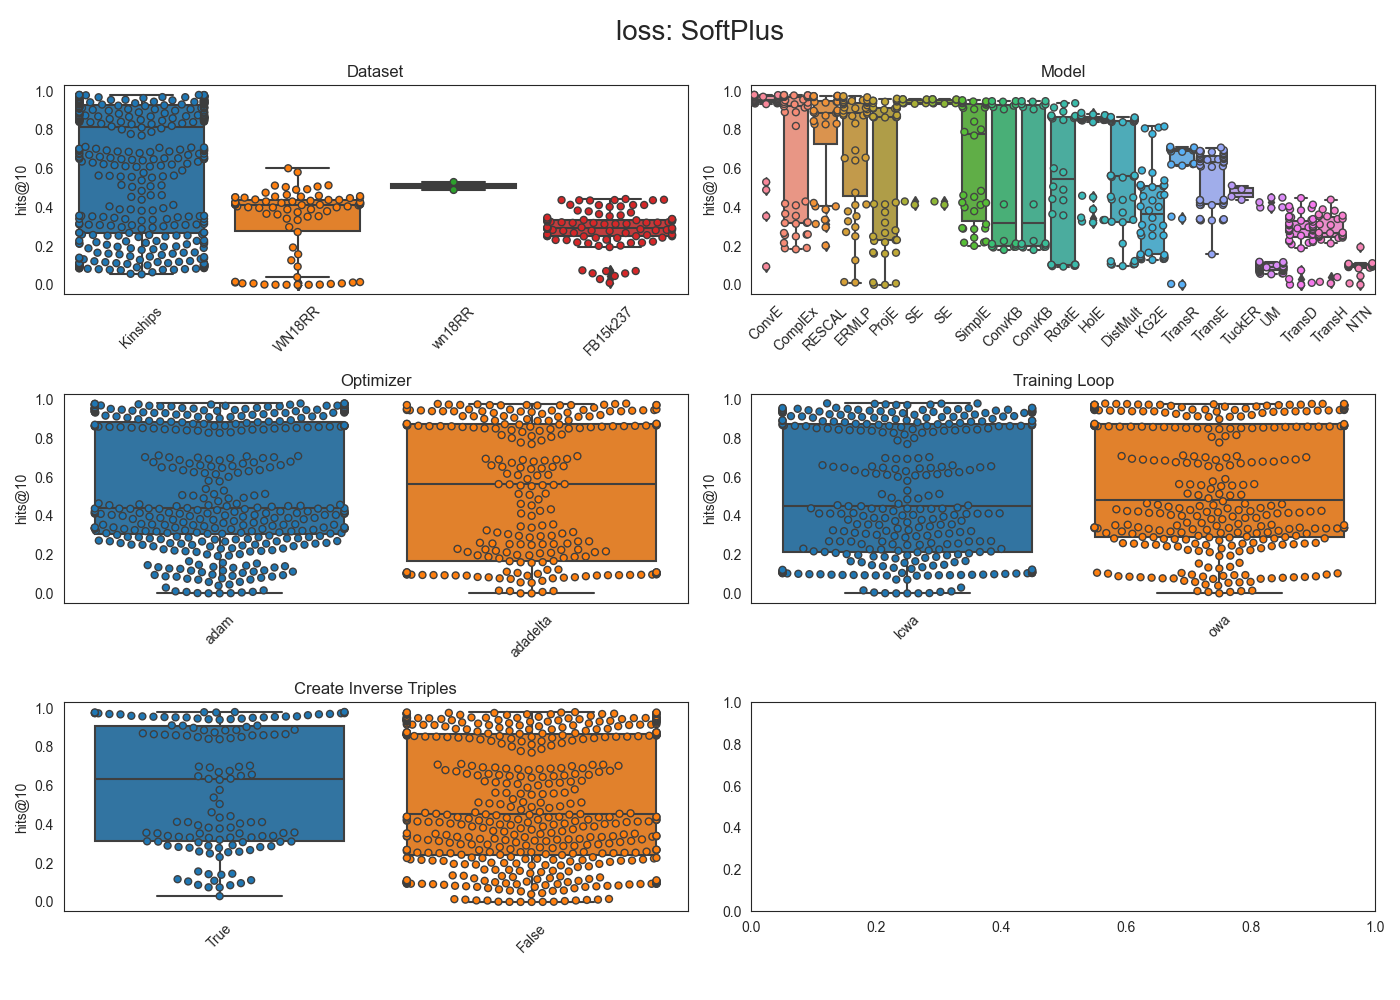 loss: SoftPlus
Dataset
hits@10
1.0
0.8
0.6
0.4
0.2
0.0
Kinships
WN18RR
wn18RR
FB15k237
Model
hits@10
1.0
0.8
0.6
0.4
0.2
0.0
ConvE
ComplEx
RESCAL
ERMLP
ProjE
SE
SE
SimplE
ConvKB
ConvKB
RotatE
HolE
DistMult
KG2E
TransR
TransE
TuckER
UM
TransD
TransH
NTN
Optimizer
hits@10
1.0
0.8
0.6
0.4
0.2
0.0
adam
adadelta
Training Loop
hits@10
1.0
0.8
0.6
0.4
0.2
0.0
lcwa
owa
Create Inverse Triples
hits@10
1.0
0.8
0.6
0.4
0.2
0.0
True
False
1.0
0.8
0.6
0.4
0.2
0.0
0.0 0.2 0.4 0.6 0.8 1.0